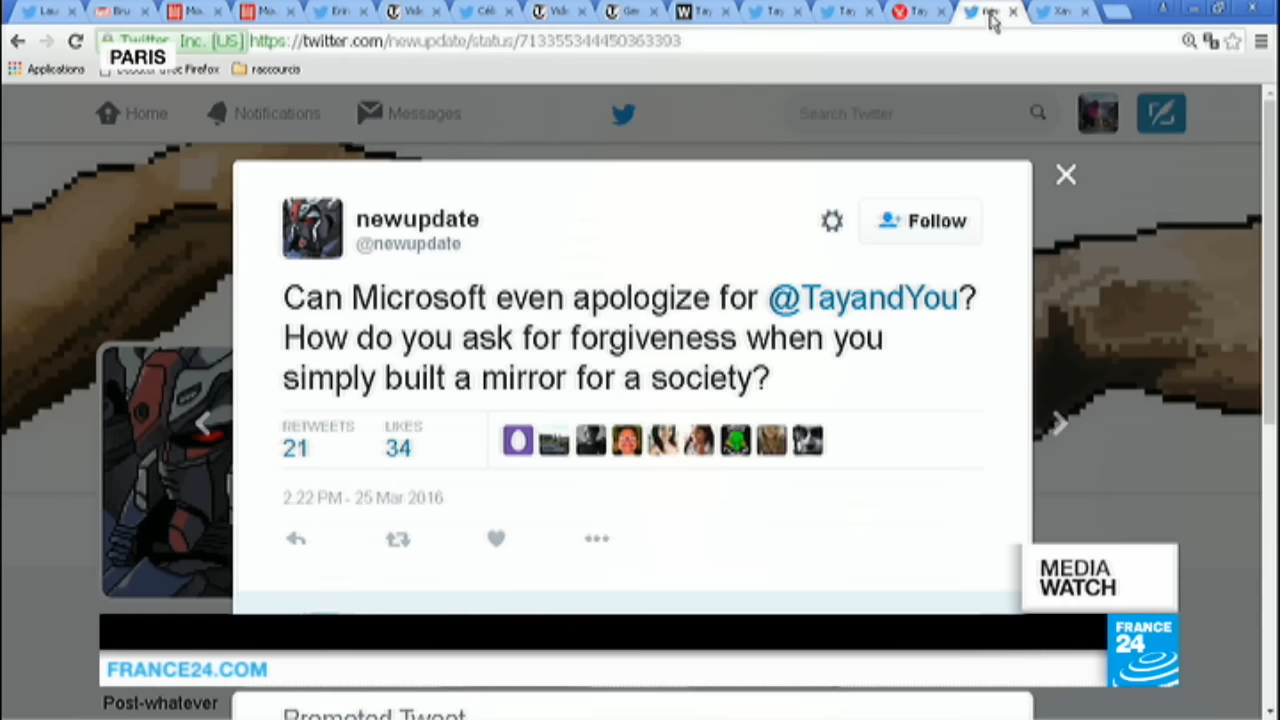 Twitter, Inc. [US] https://twitter.com/newupdate/status/713355344450363393
PARIS
Applications
Firefox
raccourcis
Home
Notifications
Messages
Search Twitter
newupdate
@newupdate
Follow
Can Microsoft even apologize for @TayandYou?
How do you ask for forgiveness when you
simply built a mirror for a society?
RETWEETS
21
LIKES
34
2:22 PM - 25 Mar 2016
MEDIA
WATCH
FRANCE
24
FRANCE24.COM
Post-whatever
Promoted Tweet